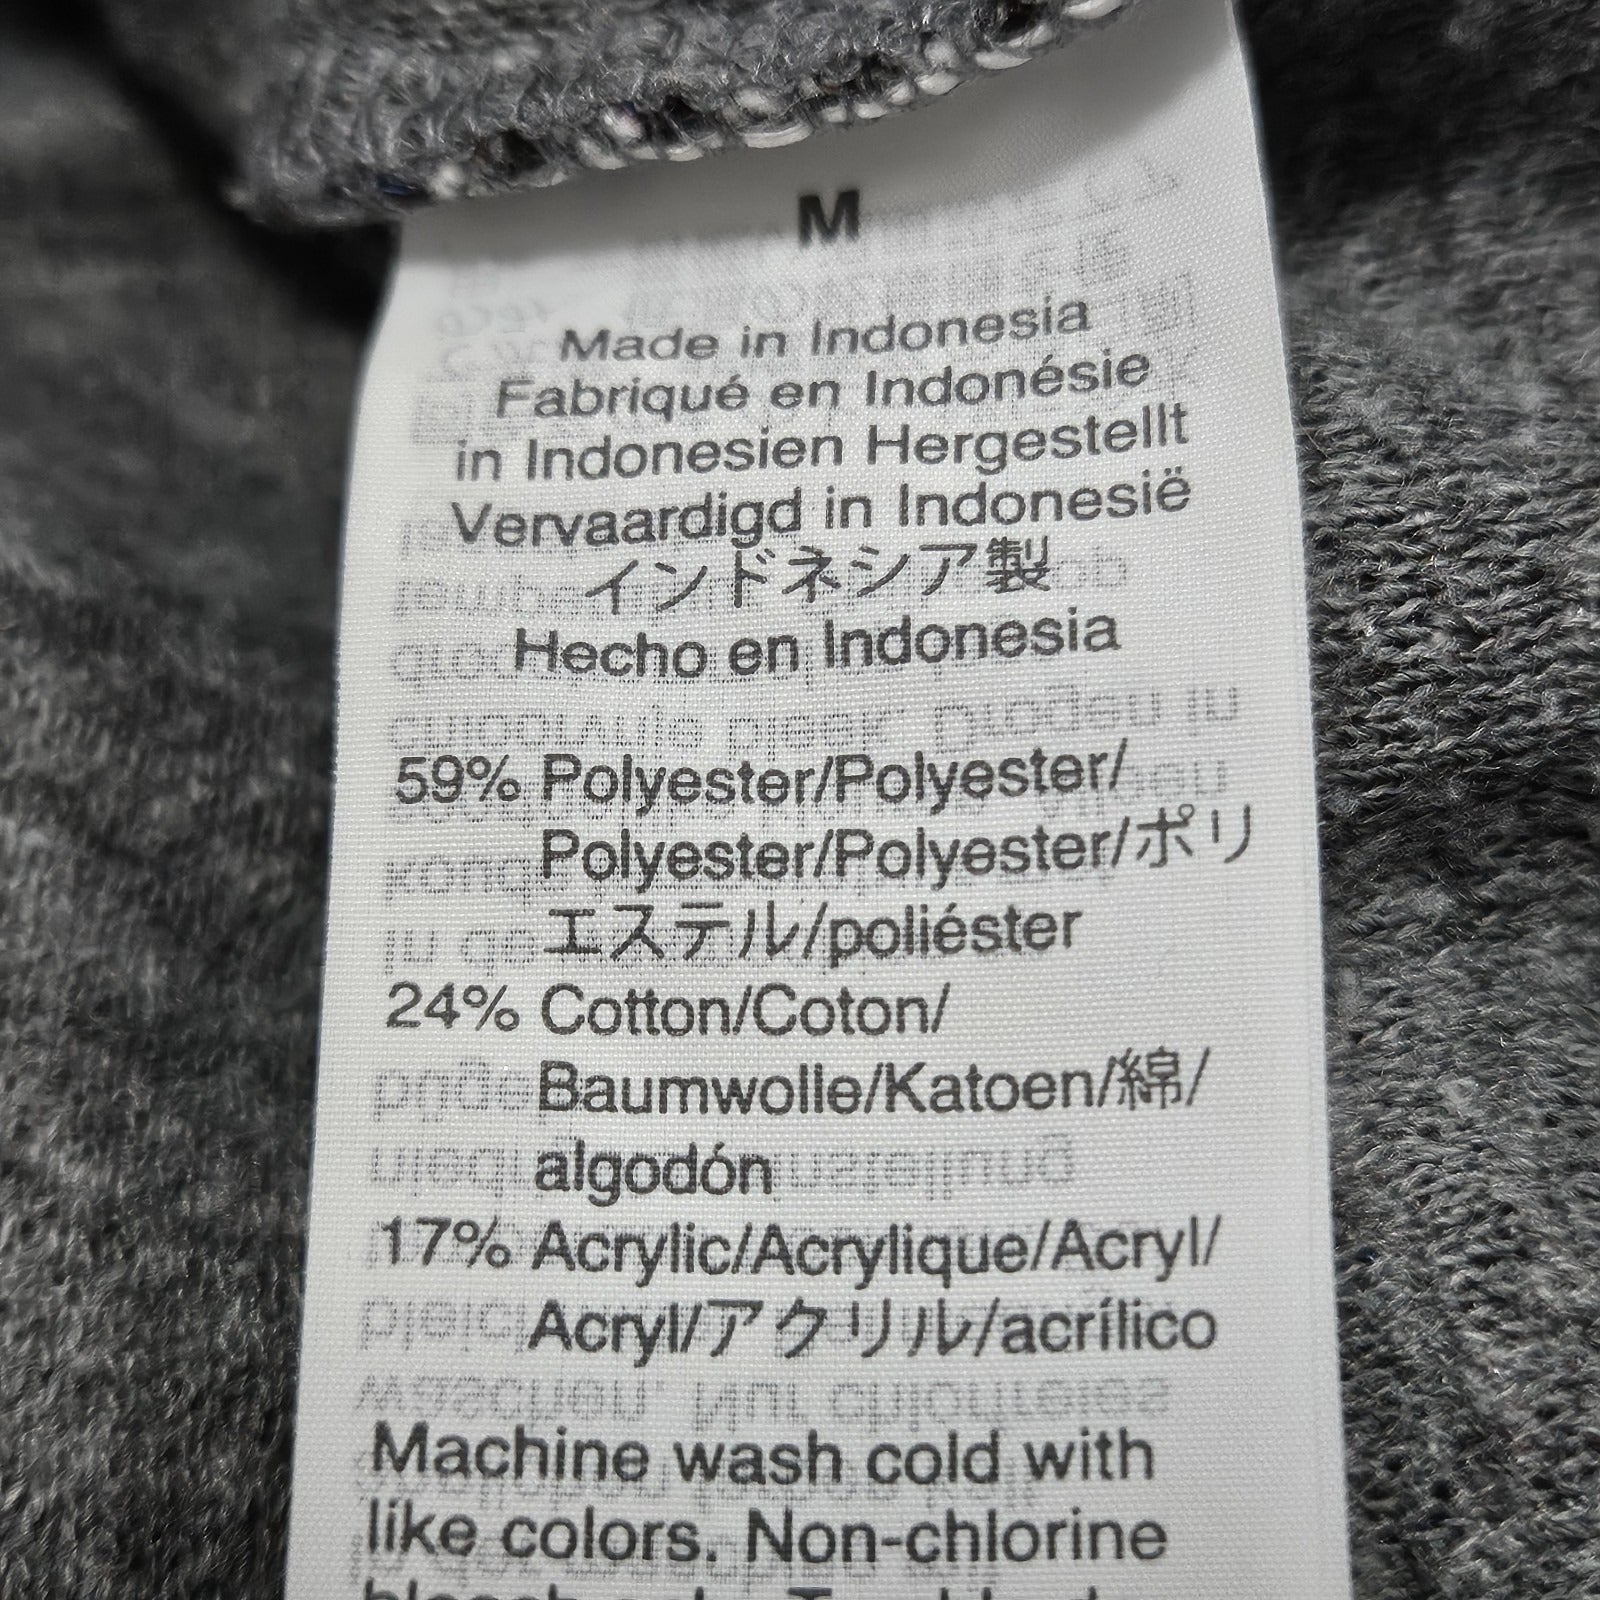 M
Made in Indonesia
Fabriqué en Indonésie
in Indonesien Hergestellt
Vervaardigd in Indonesië
インドネシア製
Hecho en Indonesia
59% Polyester/Polyester/
Polyester/Polyester/ポリ
エステル/poliéster
24% Cotton/Coton/
Baumwolle/Katoen/綿/
algodón
17% Acrylic/Acrylique/Acryl/
Acryl/アクリル/acrílico
Machine wash cold with
like colors. Non-chlorine